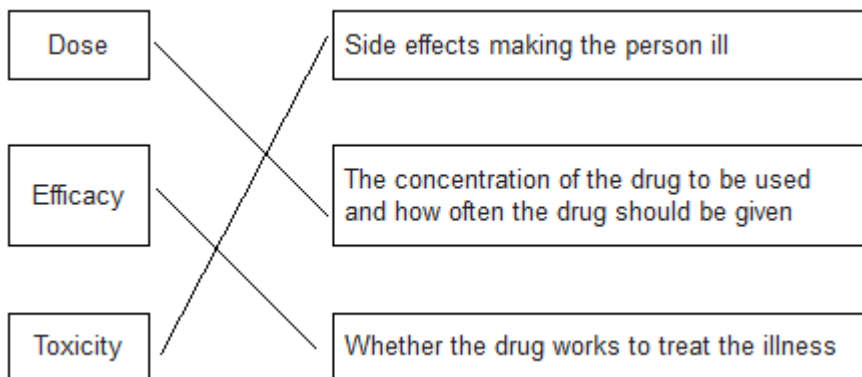 Dose
Side effects making the person ill
Efficacy
The concentration of the drug to be used
and how often the drug should be given
Toxicity
Whether the drug works to treat the illness